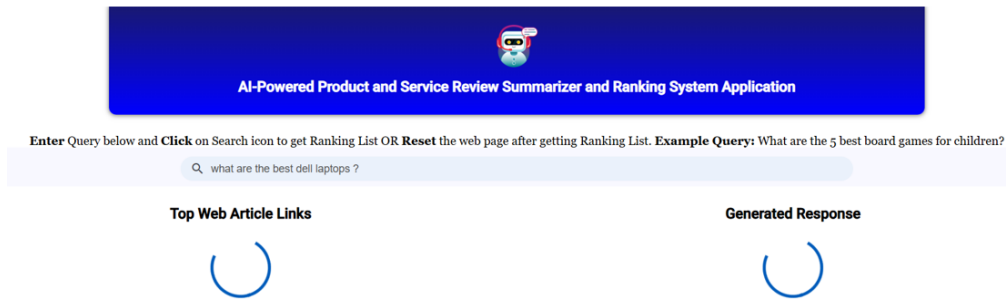 AI-Powered Product and Service Review Summarizer and Ranking System Application
Enter Query below and Click on Search icon to get Ranking List OR Reset the web page after getting Ranking List. Example Query: What are the 5 best board games for children?
what are the best dell laptops ?
Top Web Article Links
Generated Response